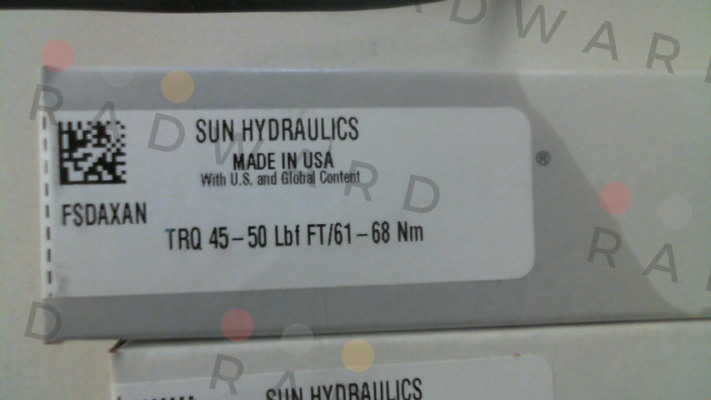 SUN HYDRAULICS
MADE IN USA
With U.S. and Global Content
FSDAXAN
TRQ 45-50 Lbf FT/61-68 Nm
®
SUN HYDRAULICS
RADWARD